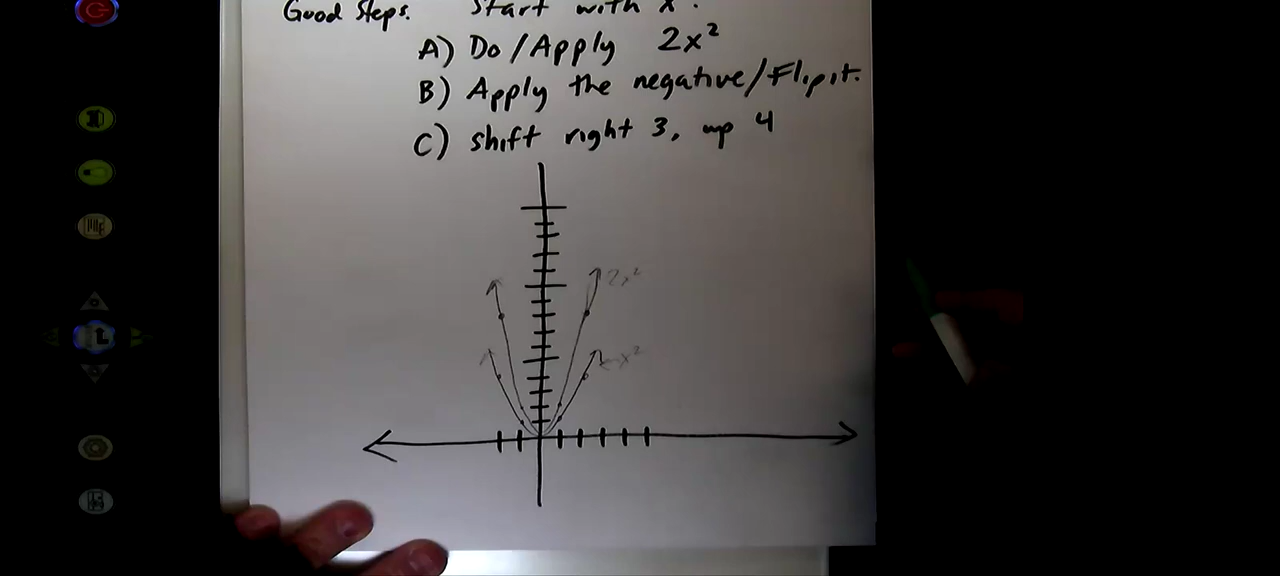 Good Steps. Start with x².
A) Do/Apply 2x²
B) Apply the negative/Flip it.
C) shift right 3, up 4
2x²
x²